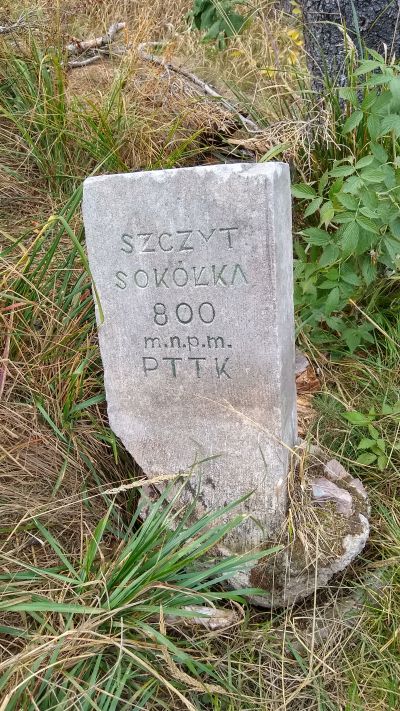 SZCZYT
SOKÓŁKA
800
m.n.p.m.
PTTK